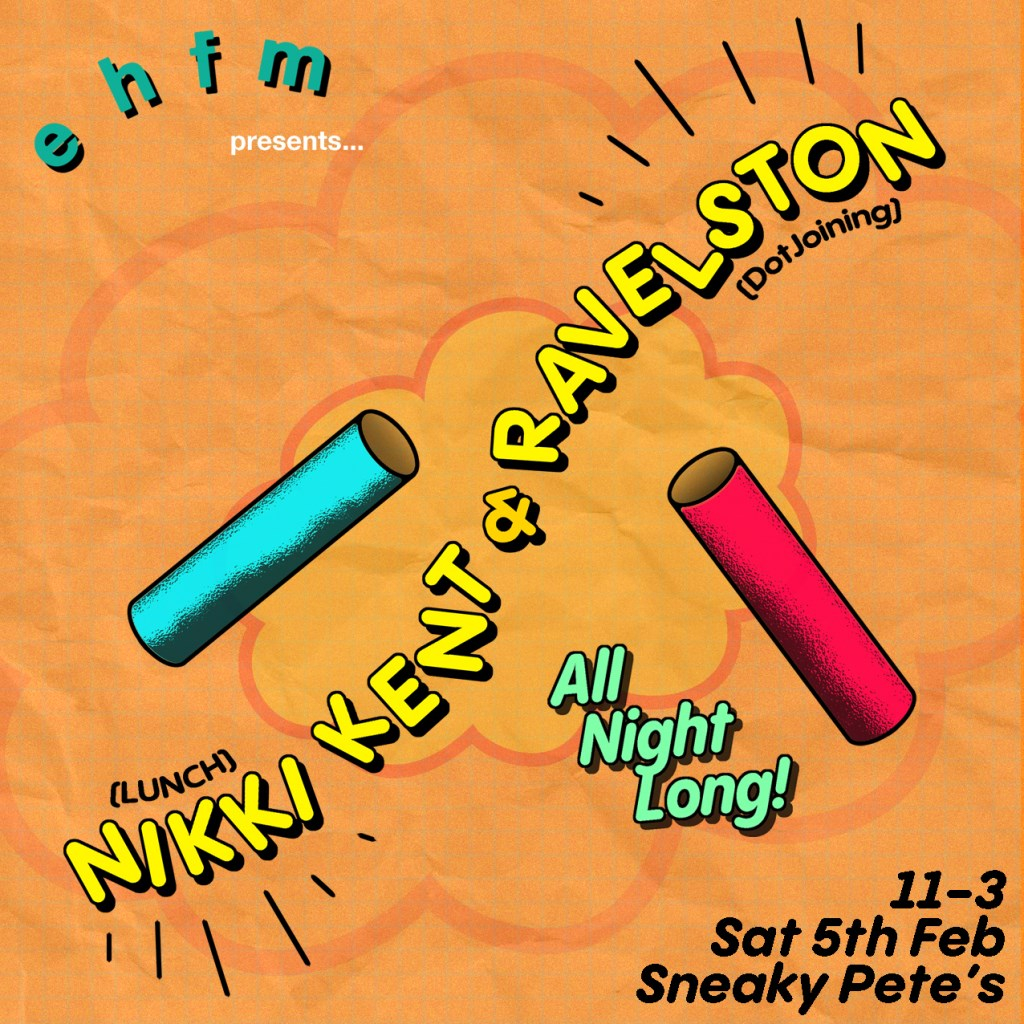 ehfm
presents...
RAVELSTON
(DotJoining)
NIKKI KENT &
(LUNCH)
All
Night
Long!
11-3
Sat 5th Feb
Sneaky Pete's